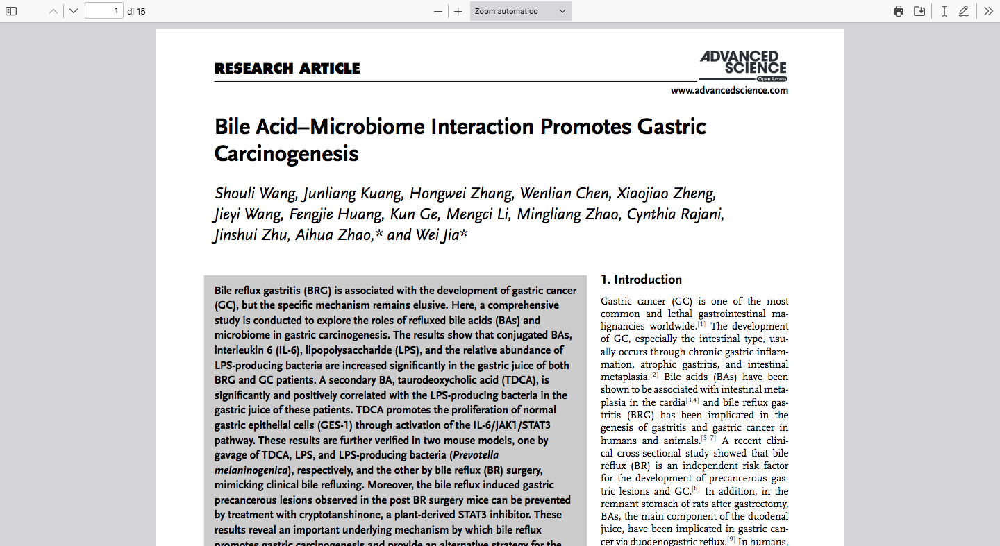 1
di 15
Zoom automatico
RESEARCH ARTICLE
ADVANCED
SCIENCE
Open Access
www.advancedscience.com
Bile Acid–Microbiome Interaction Promotes Gastric
Carcinogenesis
Shouli Wang, Junliang Kuang, Hongwei Zhang, Wenlian Chen, Xiaojiao Zheng,
Jieyi Wang, Fengjie Huang, Kun Ge, Mengci Li, Mingliang Zhao, Cynthia Rajani,
Jinshui Zhu, Aihua Zhao,* and Wei Jia*
Bile reflux gastritis (BRG) is associated with the development of gastric cancer
(GC), but the specific mechanism remains elusive. Here, a comprehensive
study is conducted to explore the roles of refluxed bile acids (BAs) and
microbiome in gastric carcinogenesis. The results show that conjugated BAs,
interleukin 6 (IL-6), lipopolysaccharide (LPS), and the relative abundance of
LPS-producing bacteria are increased significantly in the gastric juice of both
BRG and GC patients. A secondary BA, taurodeoxycholic acid (TDCA), is
significantly and positively correlated with the LPS-producing bacteria in the
gastric juice of these patients. TDCA promotes the proliferation of normal
gastric epithelial cells (GES-1) through activation of the IL-6/JAK1/STAT3
pathway. These results are further verified in two mouse models, one by
gavage of TDCA, LPS, and LPS-producing bacteria (Prevotella
melaninogenica), respectively, and the other by bile reflux (BR) surgery,
mimicking clinical bile refluxing. Moreover, the bile reflux induced gastric
precancerous lesions observed in the post BR surgery mice can be prevented
by treatment with cryptotanshinone, a plant-derived STAT3 inhibitor. These
results reveal an important underlying mechanism by which bile reflux
promotes gastric carcinogenesis and provide an alternative strategy for the
1. Introduction
Gastric cancer (GC) is one of the most
common and lethal gastrointestinal ma-
lignancies worldwide.[1] The development
of GC, especially the intestinal type, usu-
ally occurs through chronic gastric inflam-
mation, atrophic gastritis, and intestinal
metaplasia.[2] Bile acids (BAs) have been
shown to be associated with intestinal meta-
plasia in the cardia[3,4] and bile reflux gas-
tritis (BRG) has been implicated in the
genesis of gastritis and gastric cancer in
humans and animals.[5–7] A recent clini-
cal cross-sectional study showed that bile
reflux (BR) is an independent risk factor
for the development of precancerous gas-
tric lesions and GC.[8] In addition, in the
remnant stomach of rats after gastrectomy,
BAs, the main component of the duodenal
juice, have been implicated in gastric can-
cer via duodenogastric reflux.[9] In humans,